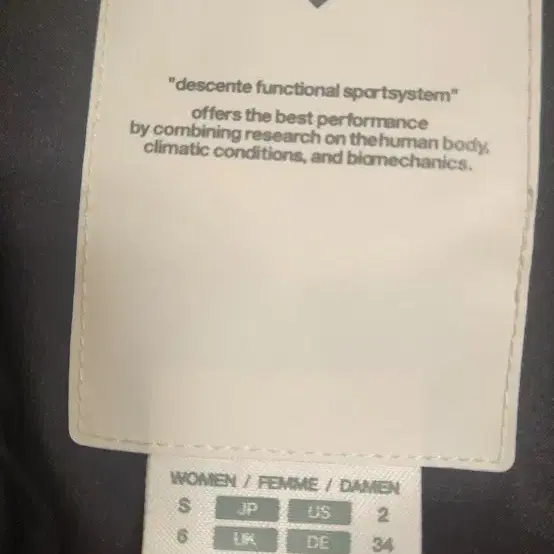 "descente functional sportsystem"
offers the best performance
by combining research on thehuman body,
climatic conditions, and biomechanics.
WOMEN / FEMME / DAMEN
S JP US 2
6 UK DE 34